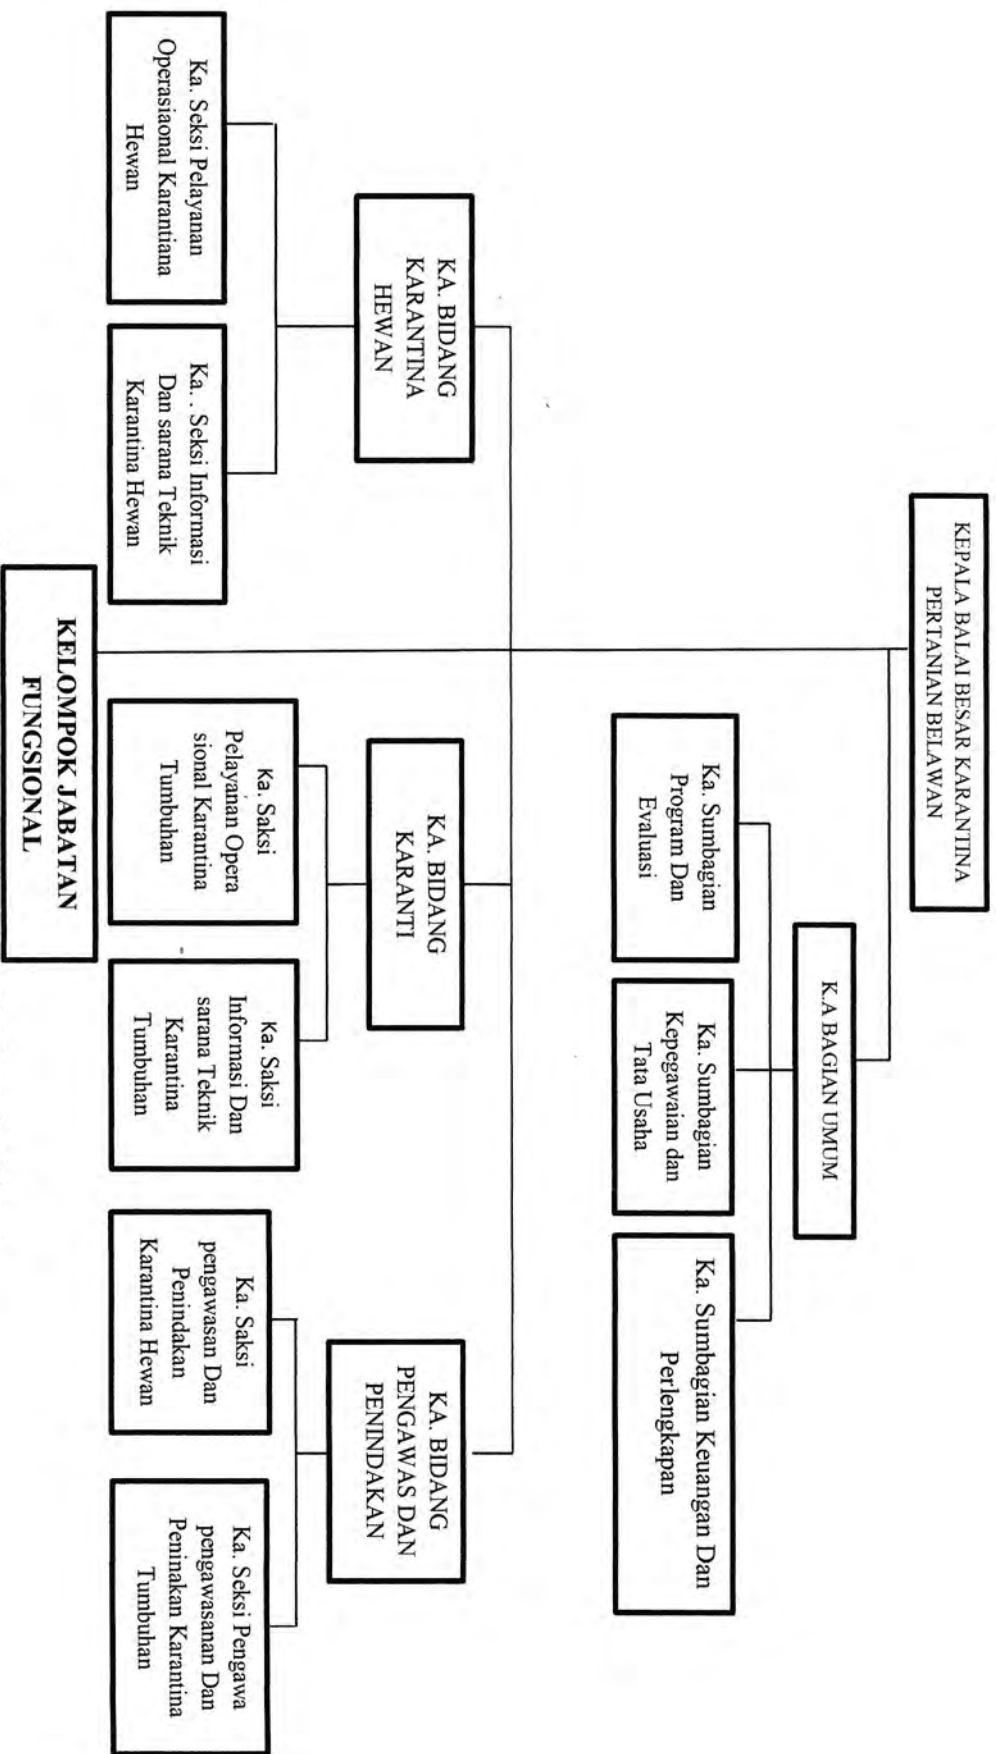 KEPALA BALAI BESAR KARANTINA
PERTANIAN BELAWAN
K.A BAGIAN UMUM
Ka. Sumbagian
Program Dan
Evaluasi
Ka. Sumbagian
Kepegawaian dan
Tata Usaha
Ka. Sumbagian Keuangan Dan
Perlengkapan
KA. BIDANG
KARANTINA
HEWAN
KA. BIDANG
KARANTI
KA. BIDANG
PENGAWAS DAN
PENINDAKAN
Ka. Seksi Pelayanan
Operasiaonal Karantiana
Hewan
Ka. . Seksi Informasi
Dan sarana Teknik
Karantina Hewan
Ka. Saksi
Pelayanan Opera
sional Karantina
Tumbuhan
Ka. Saksi
Informasi Dan
sarana Teknik
Karantina
Tumbuhan
Ka. Saksi
pengawasan Dan
Penindakan
Karantina Hewan
Ka. Seksi Pengawa
pengawasanan Dan
Peninakan Karantina
Tumbuhan
KELOMPOK JABATAN
FUNGSIONAL